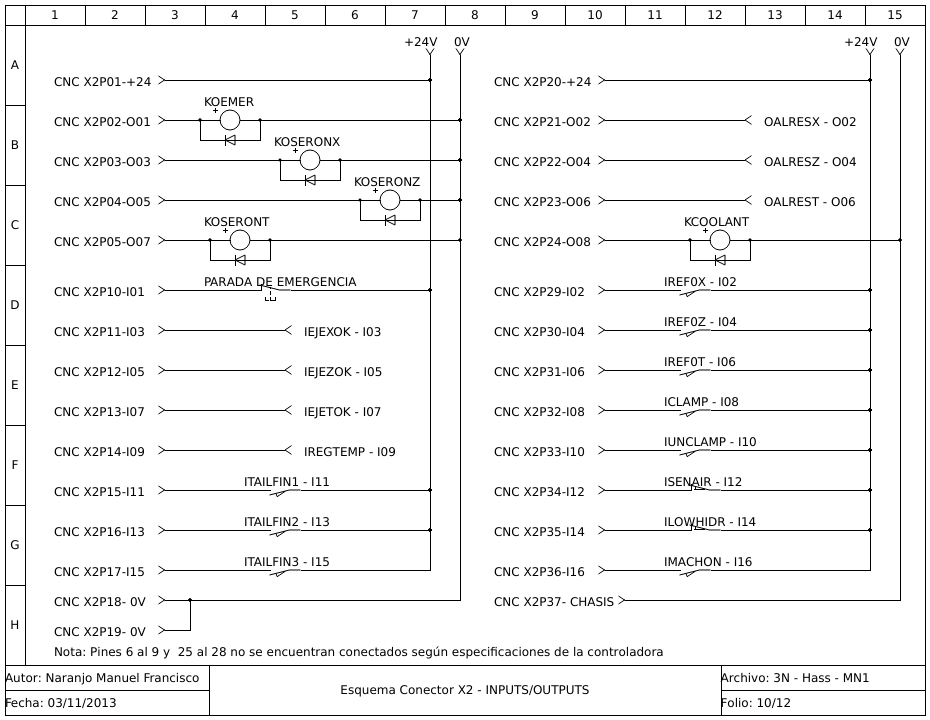 1 2 3 4 5 6 7 8 9 10 11 12 13 14 15
A
B
C
D
E
F
G
H
+24V 0V
CNC X2P01-+24
KOEMER
+
CNC X2P02-O01
KOSERONX
+
CNC X2P03-O03
KOSERONZ
+
CNC X2P04-O05
KOSERONT
+
CNC X2P05-O07
PARADA DE EMERGENCIA
CNC X2P10-I01
CNC X2P11-I03 IEJEXOK - I03
CNC X2P12-I05 IEJEZOK - I05
CNC X2P13-I07 IEJETOK - I07
CNC X2P14-I09 IREGTEMP - I09
ITAILFIN1 - I11
CNC X2P15-I11
ITAILFIN2 - I13
CNC X2P16-I13
ITAILFIN3 - I15
CNC X2P17-I15
CNC X2P18- 0V
CNC X2P19- 0V
+24V 0V
CNC X2P20-+24
CNC X2P21-O02 OALRESX - O02
CNC X2P22-O04 OALRESZ - O04
CNC X2P23-O06 OALREST - O06
KCOOLANT
+
CNC X2P24-O08
IREF0X - I02
CNC X2P29-I02
IREF0Z - I04
CNC X2P30-I04
IREF0T - I06
CNC X2P31-I06
ICLAMP - I08
CNC X2P32-I08
IUNCLAMP - I10
CNC X2P33-I10
ISENAIR - I12
CNC X2P34-I12
ILOWHIDR - I14
CNC X2P35-I14
IMACHON - I16
CNC X2P36-I16
CNC X2P37- CHASIS
Nota: Pines 6 al 9 y 25 al 28 no se encuentran conectados según especificaciones de la controladora
Autor: Naranjo Manuel Francisco
Fecha: 03/11/2013
Esquema Conector X2 - INPUTS/OUTPUTS
Archivo: 3N - Hass - MN1
Folio: 10/12